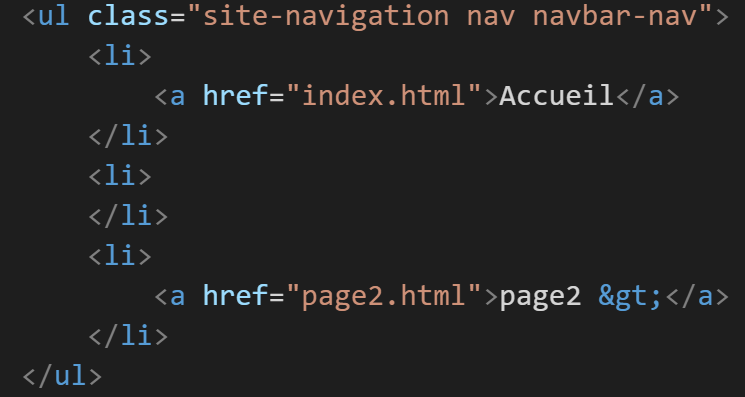 <ul class="site-navigation nav navbar-nav">
    <li>
        <a href="index.html">Accueil</a>
    </li>
    <li>
    </li>
    <li>
        <a href="page2.html">page2 &gt;</a>
    </li>
</ul>